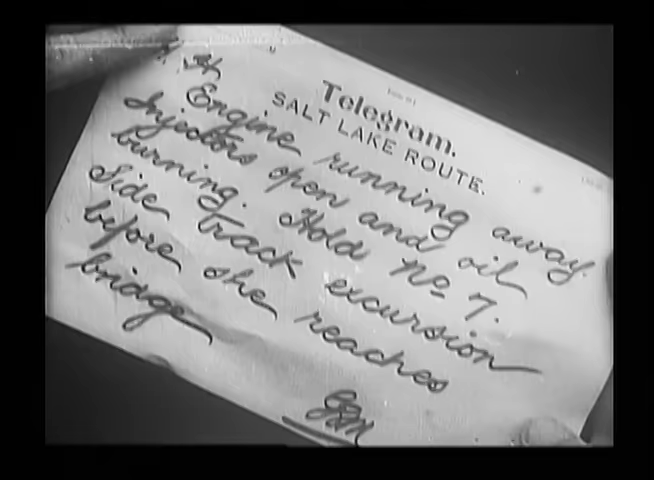 Telegram.
SALT LAKE ROUTE.
Engine running away.
Injectors open and oil
burning. Hold No 7.
Side track excursion
before she reaches
bridge